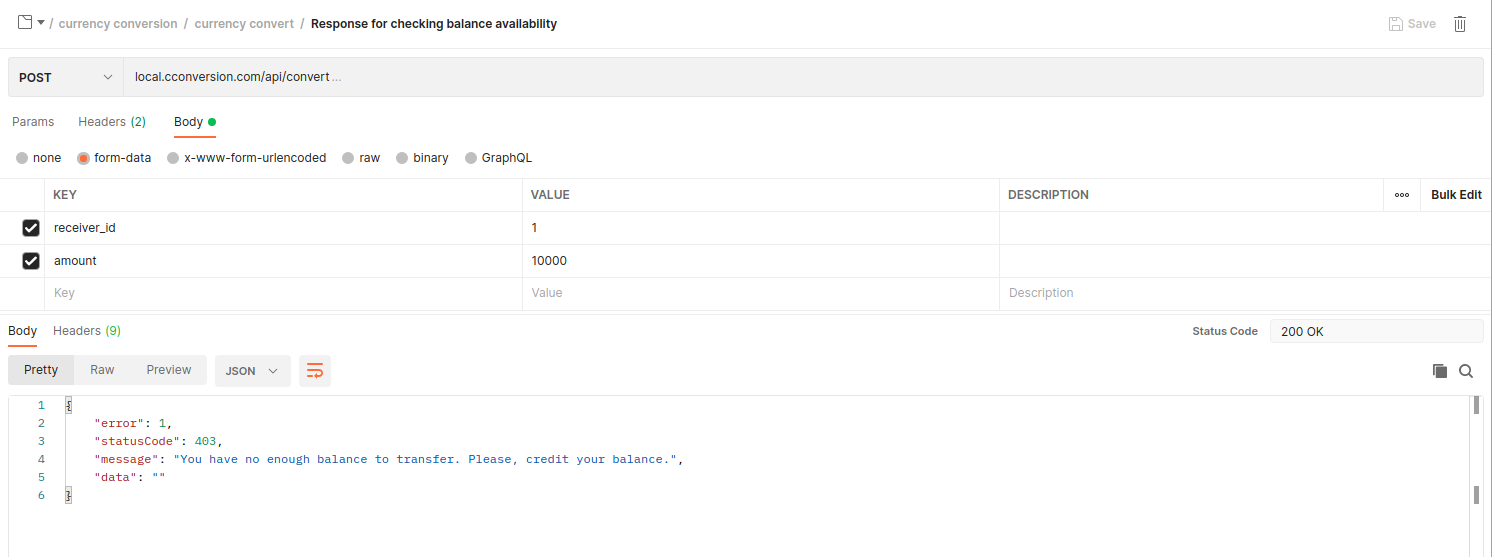 / currency conversion / currency convert / Response for checking balance availability
Save
POST
local.cconversion.com/api/convert ...
Params Headers (2) Body
none form-data x-www-form-urlencoded raw binary GraphQL
KEY VALUE DESCRIPTION ooo Bulk Edit
receiver_id 1
amount 10000
Key Value Description
Body Headers (9) Status Code 200 OK
Pretty Raw Preview JSON
1 {
2 "error": 1,
3 "statusCode": 403,
4 "message": "You have no enough balance to transfer. Please, credit your balance.",
5 "data": ""
6 }